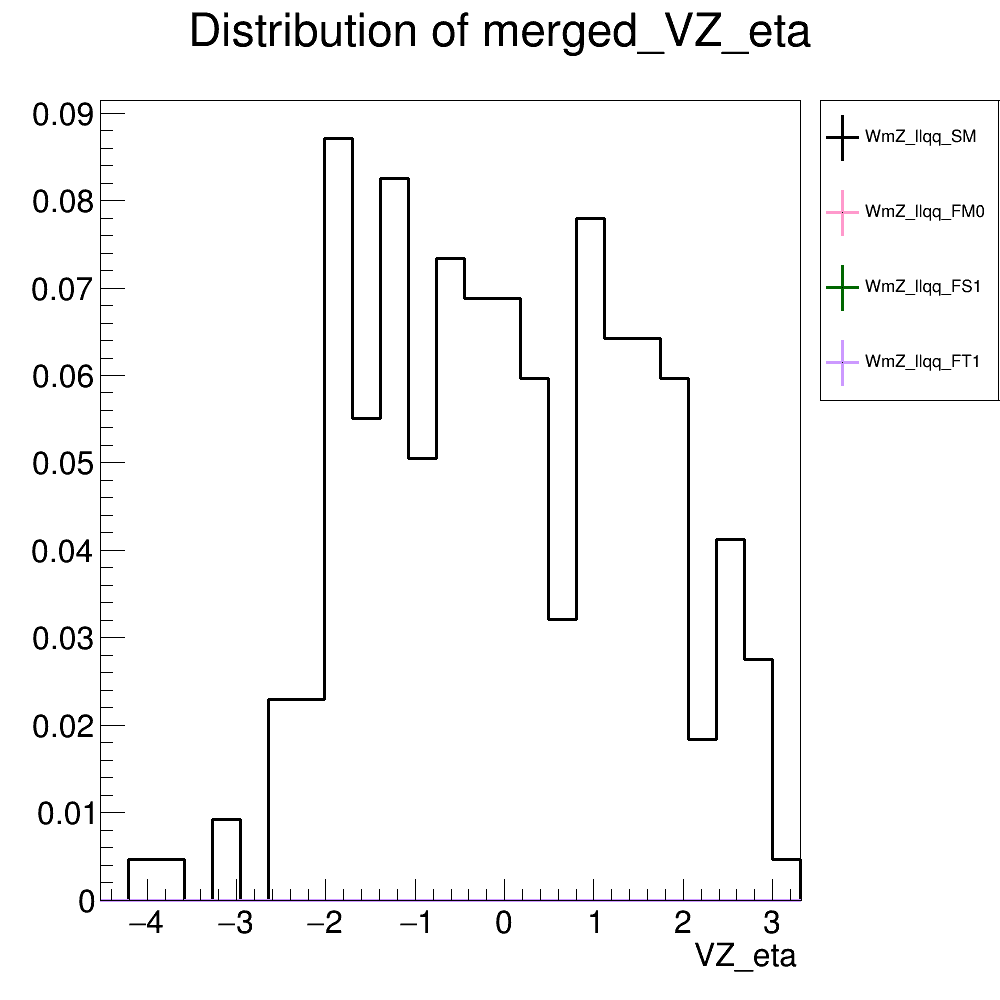 Distribution of merged_VZ_eta
0.09
0.08
0.07
0.06
0.05
0.04
0.03
0.02
0.01
0
−4 −3 −2 −1 0 1 2 3
VZ_eta
WmZ_llqq_SM
WmZ_llqq_FM0
WmZ_llqq_FS1
WmZ_llqq_FT1